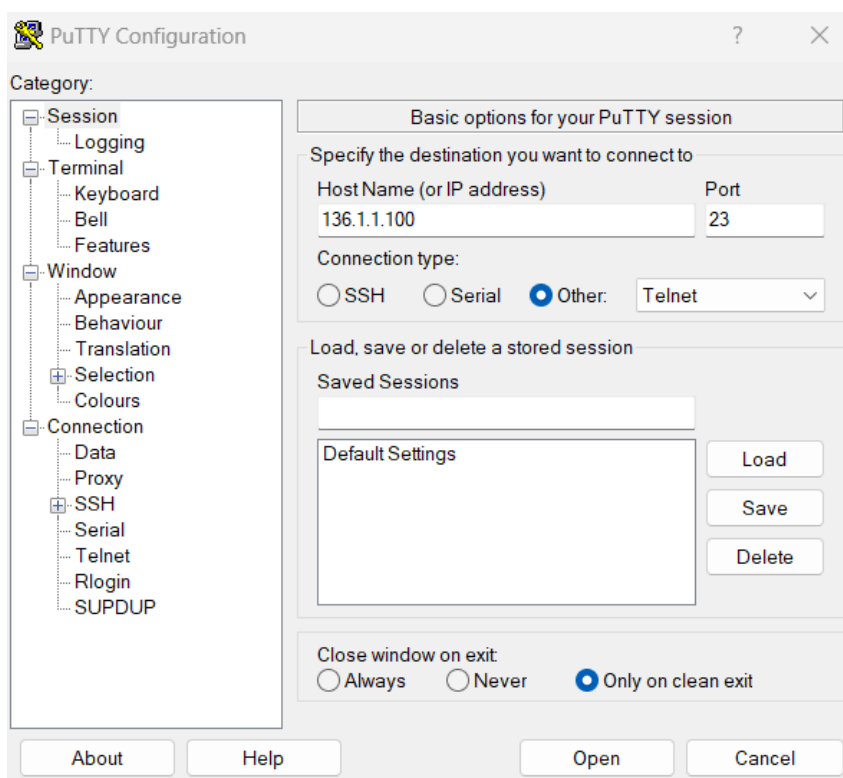 PuTTY Configuration
?
Category:
Session
Logging
Terminal
Keyboard
Bell
Features
Window
Appearance
Behaviour
Translation
Selection
Colours
Connection
Data
Proxy
SSH
Serial
Telnet
Rlogin
SUPDUP
Basic options for your PuTTY session
Specify the destination you want to connect to
Host Name (or IP address) Port
136.1.1.100 23
Connection type:
SSH Serial Other: Telnet
Load, save or delete a stored session
Saved Sessions
Default Settings
Load
Save
Delete
Close window on exit:
Always Never Only on clean exit
About Help Open Cancel